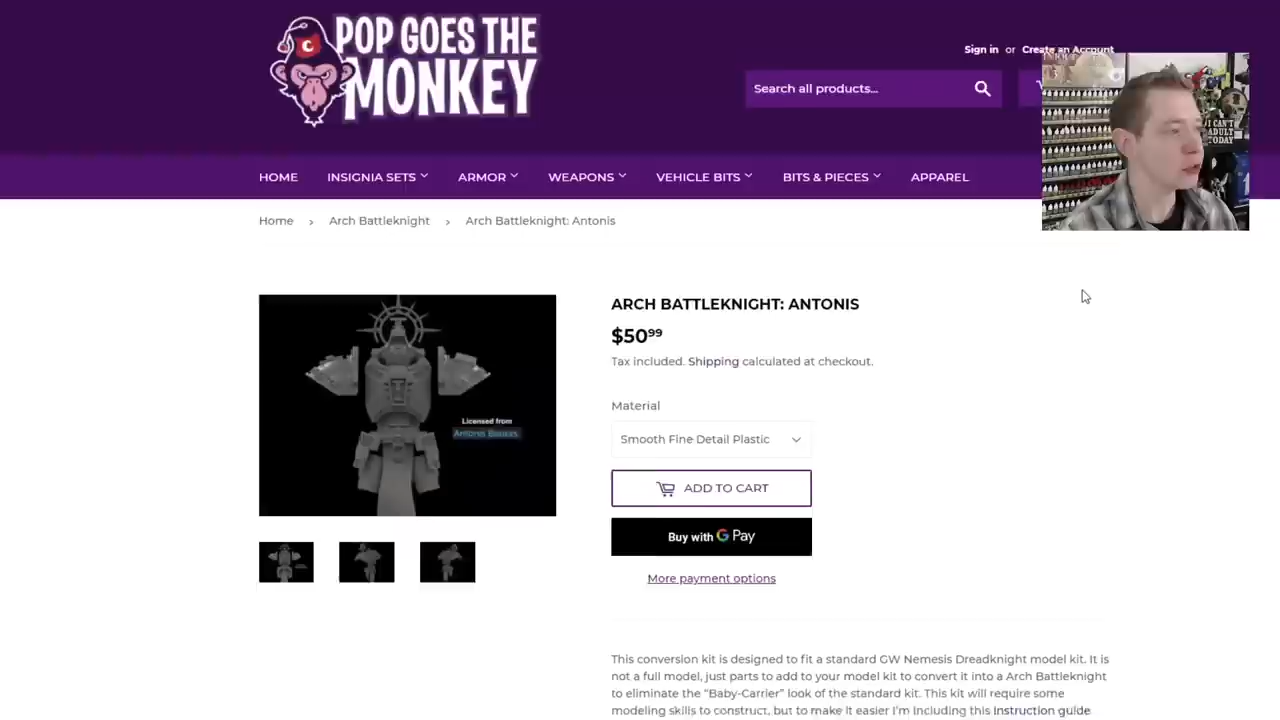 POP GOES THE
MONKEY
Sign in or Create an Account
Search all products...
HOME INSIGNIA SETS ARMOR WEAPONS VEHICLE BITS BITS & PIECES APPAREL
I CAN'T
ADULT
TODAY
Home › Arch Battleknight › Arch Battleknight: Antonis
ARCH BATTLEKNIGHT: ANTONIS
$50⁹⁹
Tax included. Shipping calculated at checkout.
Licensed from
Material
Smooth Fine Detail Plastic
ADD TO CART
Buy with G Pay
More payment options
This conversion kit is designed to fit a standard GW Nemesis Dreadknight model kit. It is
not a full model, just parts to add to your model kit to convert it into a Arch Battleknight
to eliminate the “Baby-Carrier” look of the standard kit. This kit will require some
modeling skills to construct, but to make it easier I'm including this Instruction guide